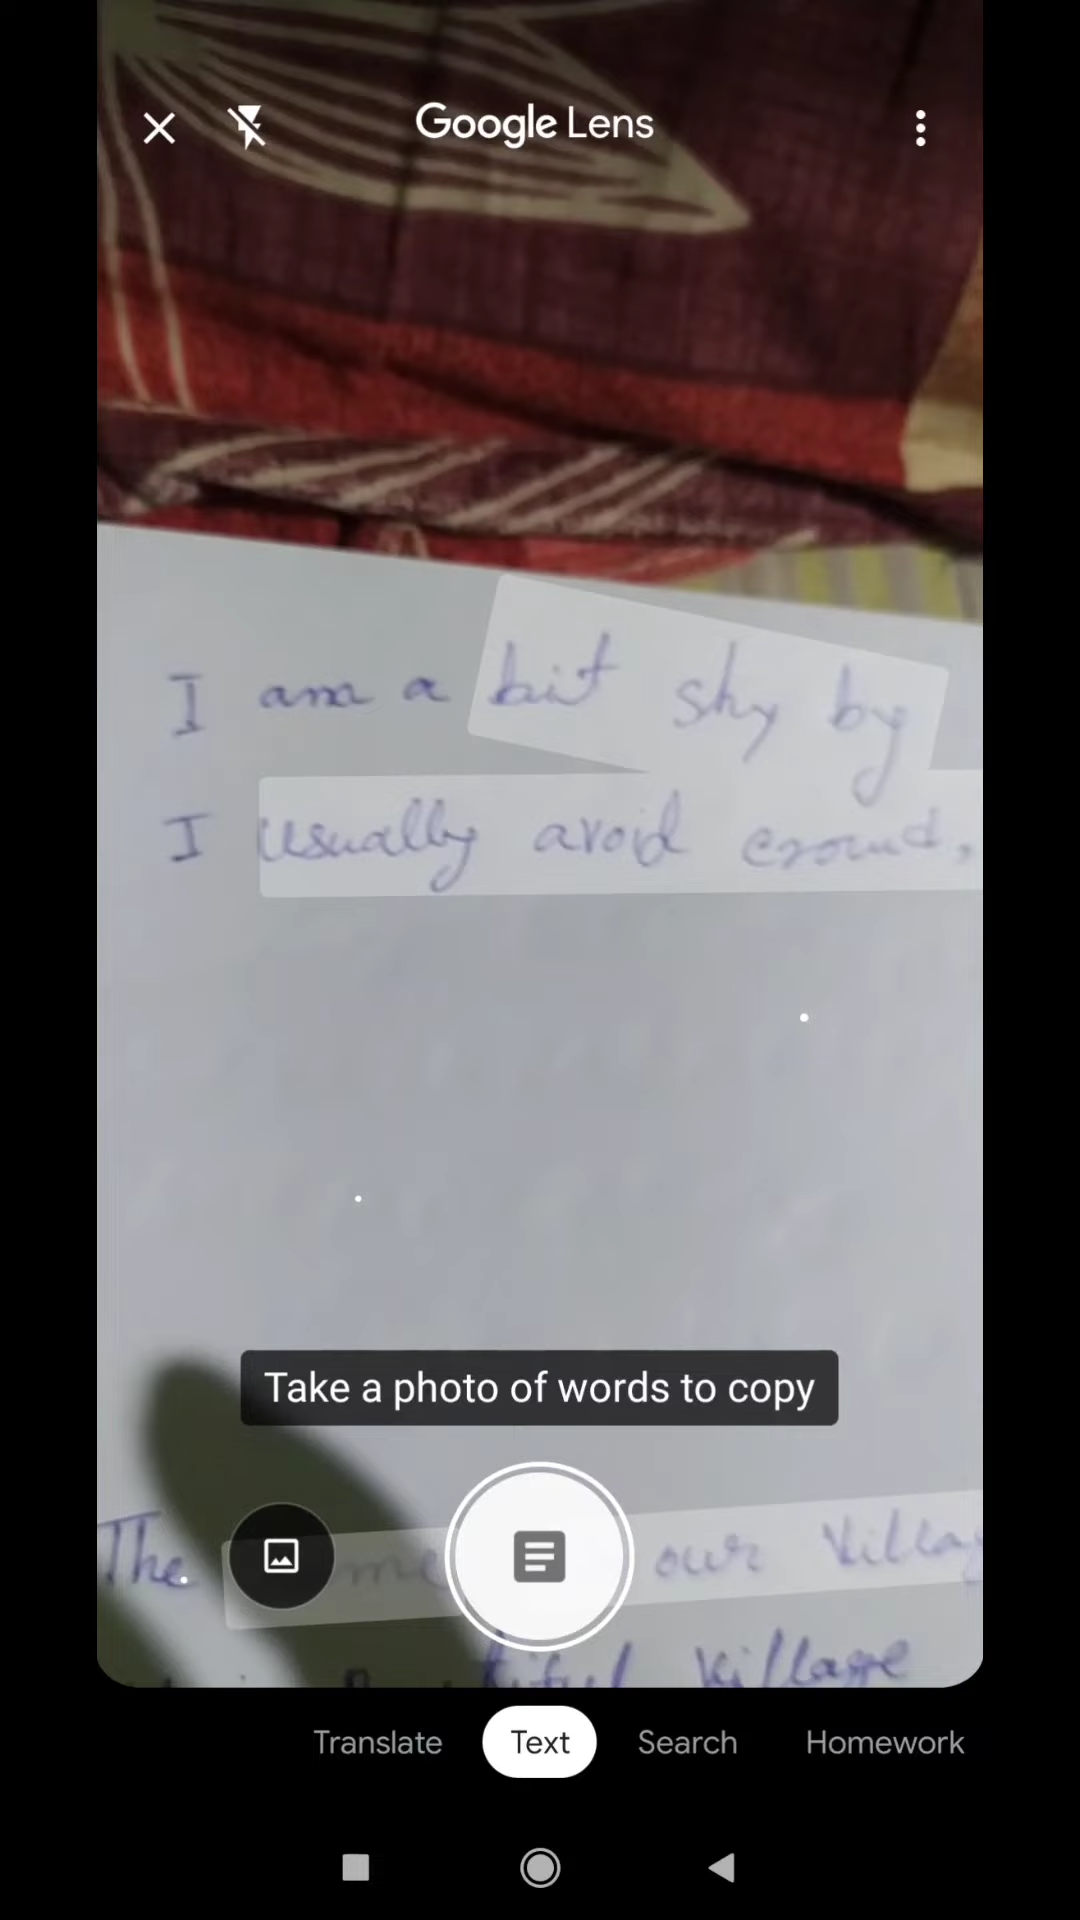 Google Lens
I am a bit shy by
I usually avoid crowd,
Take a photo of words to copy
The our
village
Translate Text Search Homework